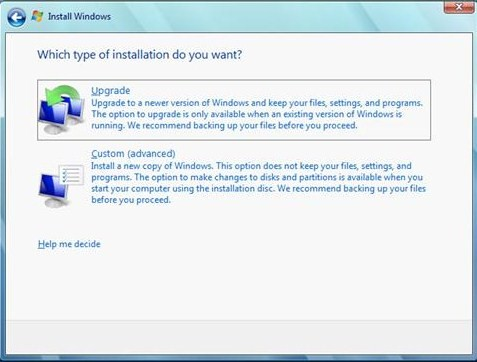 Install Windows
Which type of installation do you want?
Upgrade
Upgrade to a newer version of Windows and keep your files, settings, and programs.
The option to upgrade is only available when an existing version of Windows is
running. We recommend backing up your files before you proceed.
Custom (advanced)
Install a new copy of Windows. This option does not keep your files, settings, and
programs. The option to make changes to disks and partitions is available when you
start your computer using the installation disc. We recommend backing up your files
before you proceed.
Help me decide